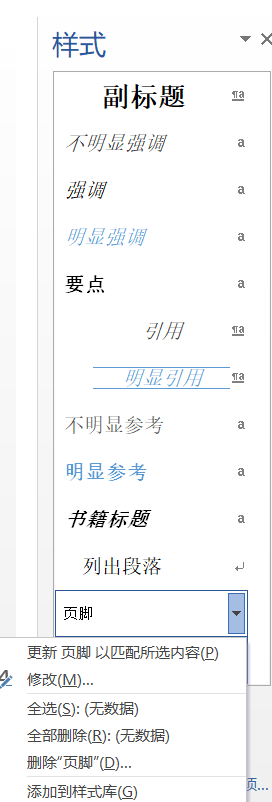 样式
副标题
不明显强调 a
强调 a
明显强调 a
要点 a
引用
明显引用
不明显参考 a
明显参考 a
书籍标题 a
列出段落
页脚
更新 页脚 以匹配所选内容(P)
修改(M)...
全选(S): (无数据)
全部删除(R): (无数据)
删除“页脚”(D)...
项...
添加到样式库(G)